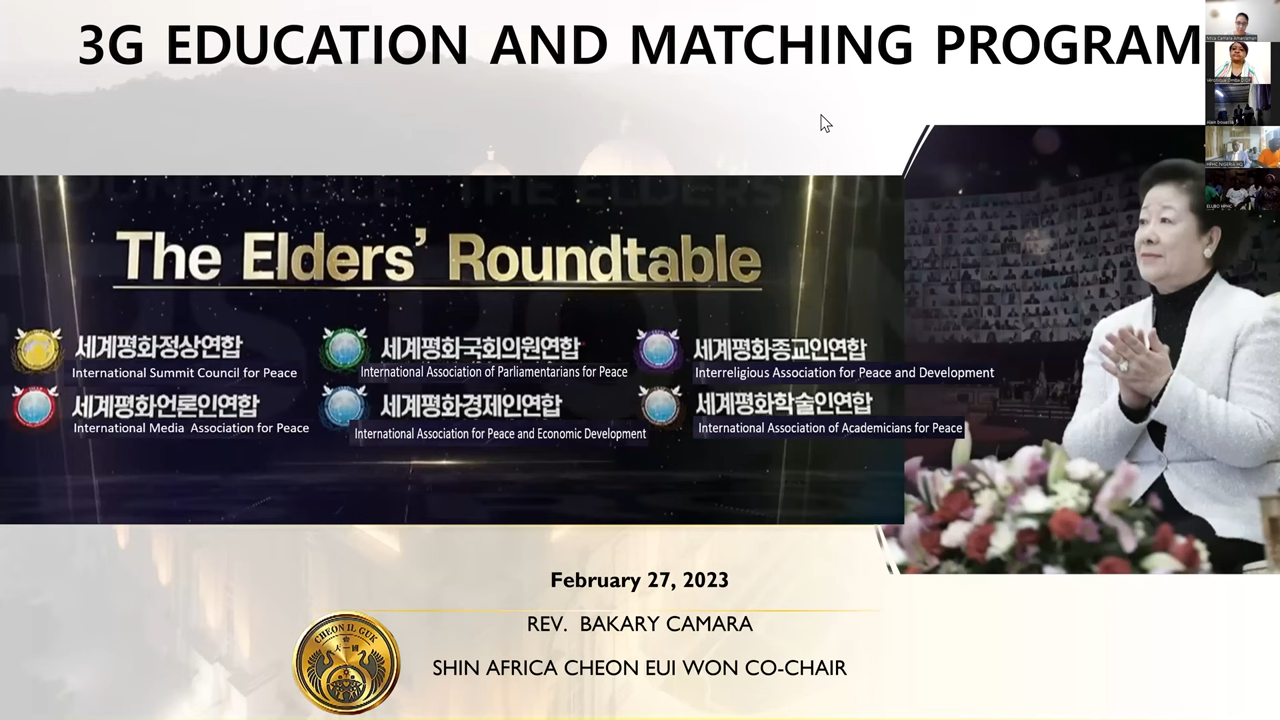 3G EDUCATION AND MATCHING PROGRAM
The Elders' Roundtable
세계평화정상연합
International Summit Council for Peace
세계평화국회의원연합
International Association of Parliamentarians for Peace
세계평화종교인연합
Interreligious Association for Peace and Development
세계평화언론인연합
International Media Association for Peace
세계평화경제인연합
International Association for Peace and Economic Development
세계평화학술인연합
International Association of Academicians for Peace
February 27, 2023
REV. BAKARY CAMARA
SHIN AFRICA CHEON EUI WON CO-CHAIR
CHEON IL GUK